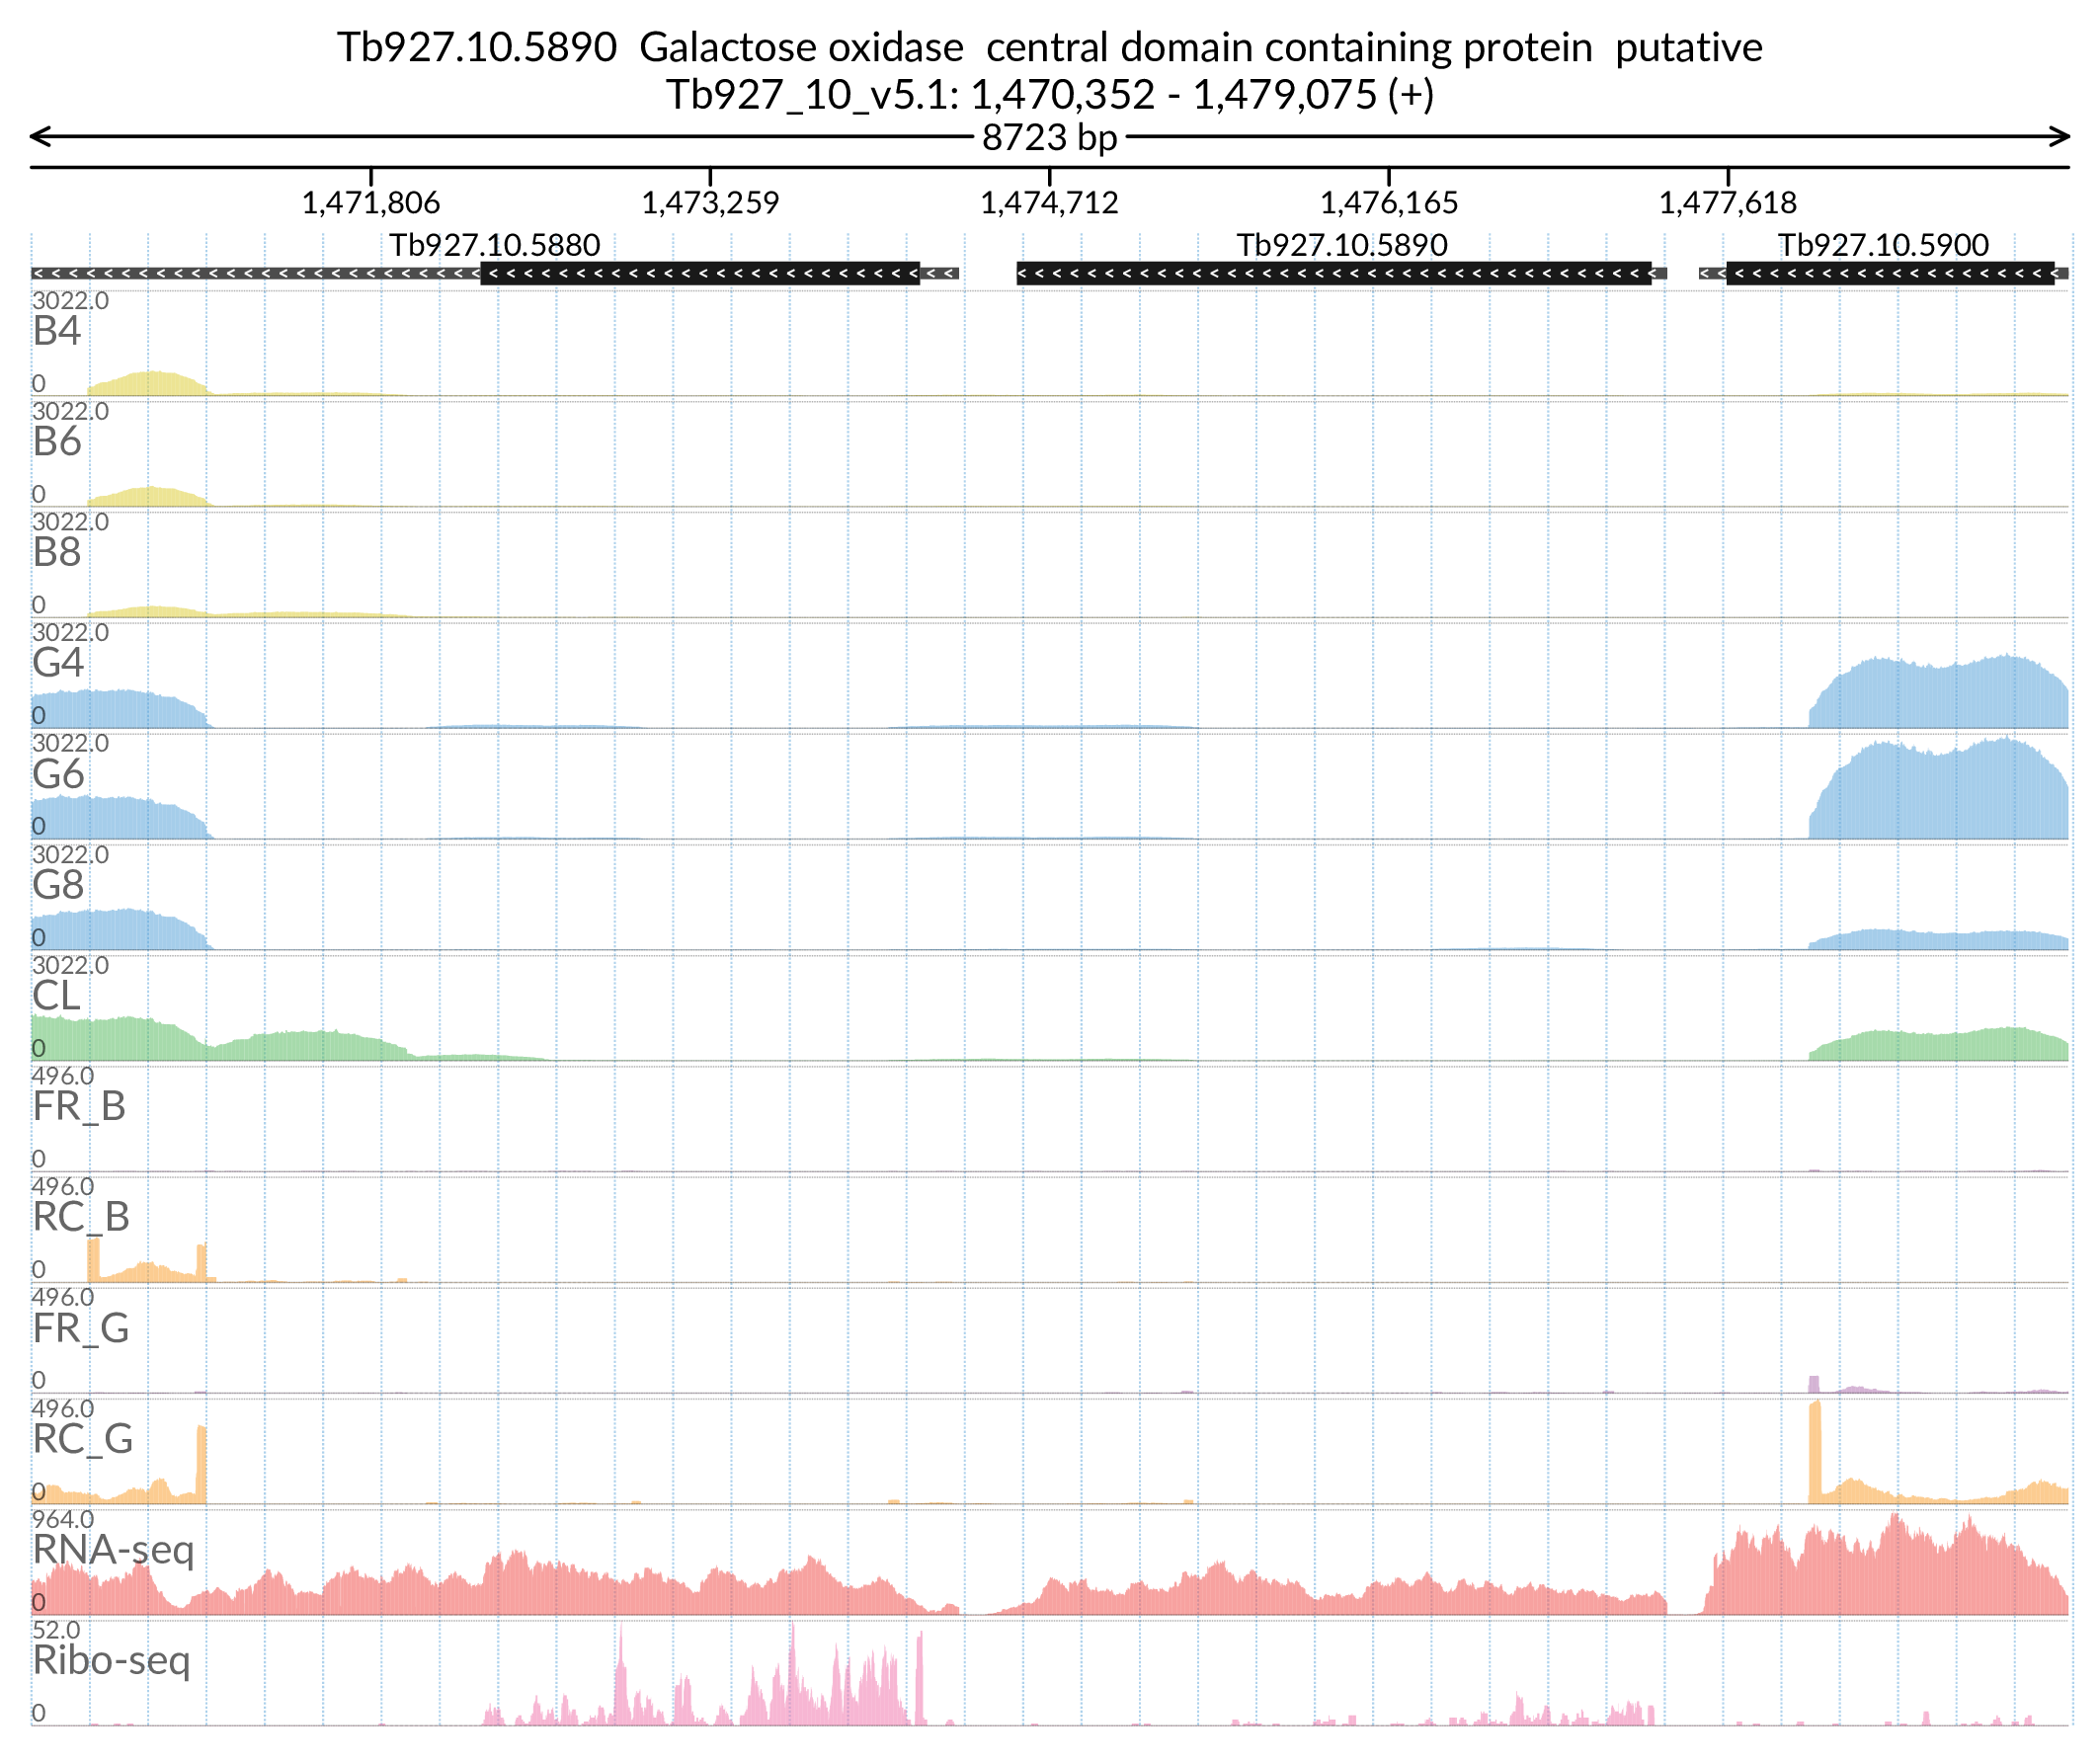 Tb927.10.5890  Galactose oxidase  central domain containing protein  putative
Tb927_10_v5.1: 1,470,352 - 1,479,075 (+)
8723 bp
1,471,806 1,473,259 1,474,712 1,476,165 1,477,618
Tb927.10.5880 Tb927.10.5890 Tb927.10.5900
3022.0
B4
0
3022.0
B6
0
3022.0
B8
0
3022.0
G4
0
3022.0
G6
0
3022.0
G8
0
3022.0
CL
0
496.0
FR_B
0
496.0
RC_B
0
496.0
FR_G
0
496.0
RC_G
0
964.0
RNA-seq
0
52.0
Ribo-seq
0